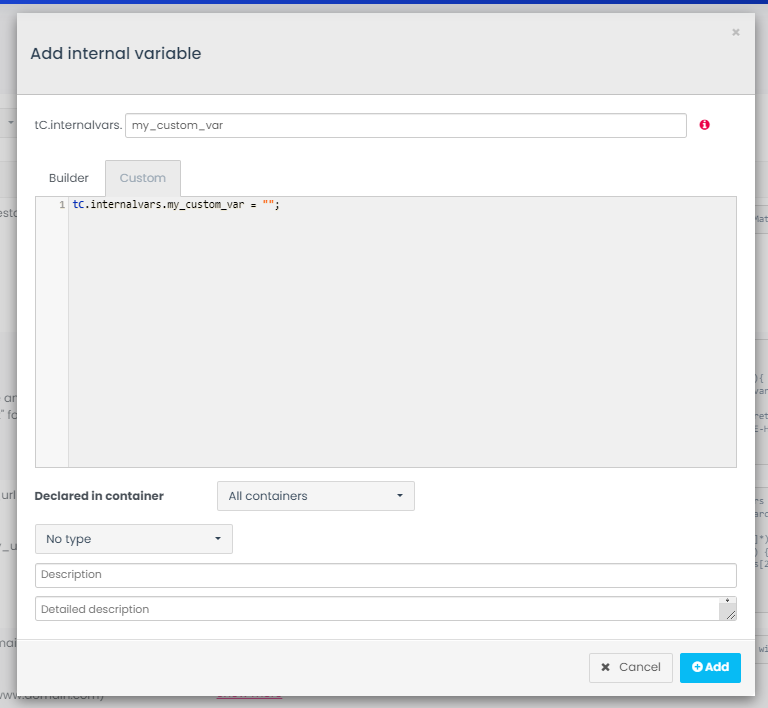 ×
Add internal variable
tC.internalvars. my_custom_var
Builder Custom
1 tC.internalvars.my_custom_var = "";
Declared in container All containers
No type
Description
Detailed description
✖ Cancel Add